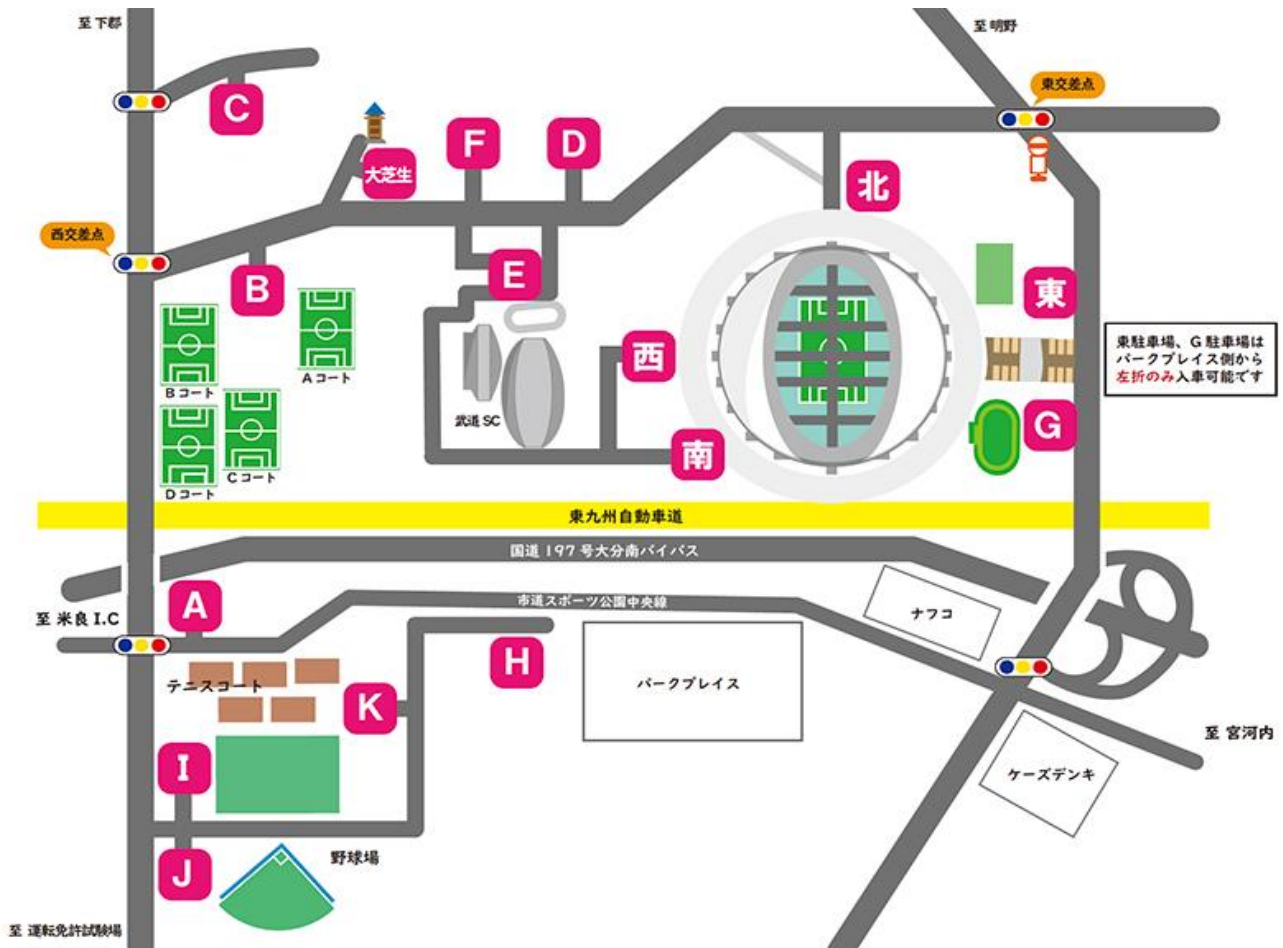 至 下郡
至 明野
東交差点
C
F
D
大芝生
北
西交差点
B
E
東
西
Aコート
Bコート
東駐車場、G 駐車場は
パークプレイス側から
左折のみ入車可能です
武道 SC
G
南
Cコート
Dコート
東九州自動車道
国道 197 号大分南バイパス
A
市道スポーツ公園中央線
至 米良 I.C
ナフコ
H
パークプレイス
テニスコート
K
至 宮河内
I
ケーズデンキ
野球場
J
至 運転免許試験場